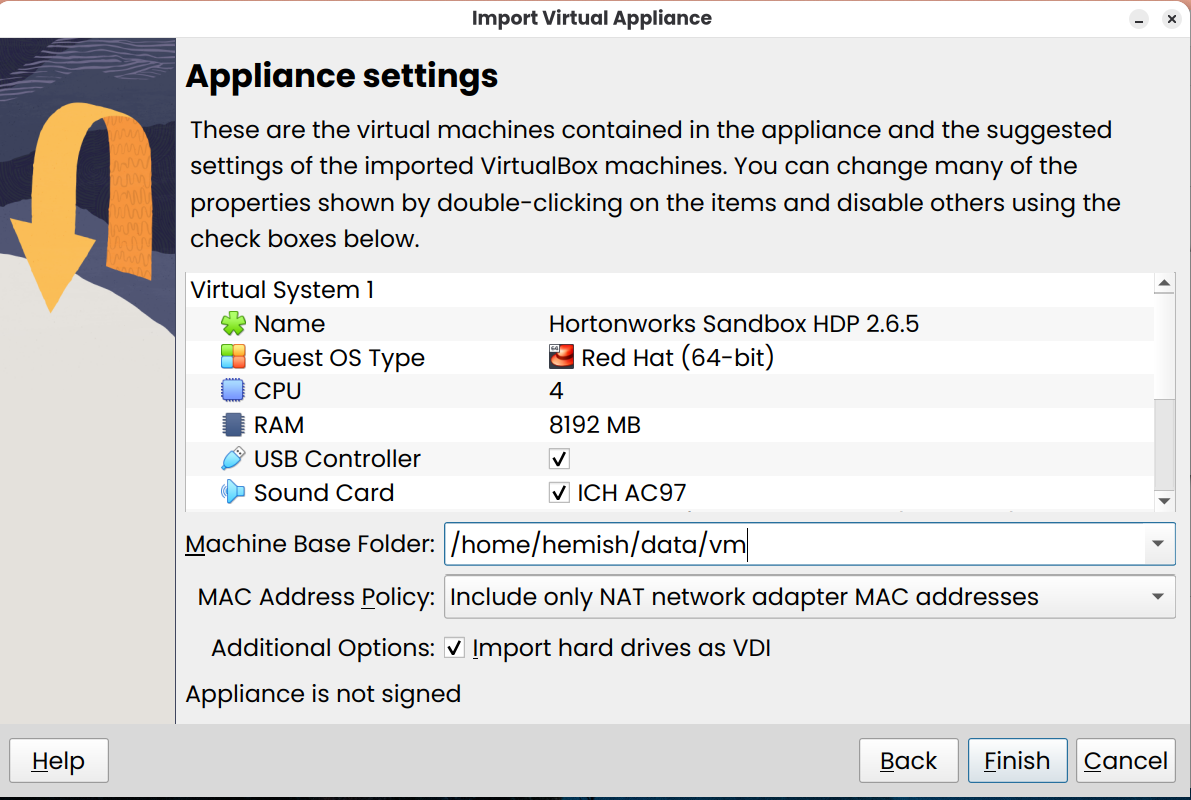 Import Virtual Appliance
Appliance settings
These are the virtual machines contained in the appliance and the suggested
settings of the imported VirtualBox machines. You can change many of the
properties shown by double-clicking on the items and disable others using the
check boxes below.
Virtual System 1
Name Hortonworks Sandbox HDP 2.6.5
Guest OS Type 64 Red Hat (64-bit)
CPU 4
RAM 8192 MB
USB Controller
Sound Card ICH AC97
Machine Base Folder: /home/hemish/data/vm
MAC Address Policy: Include only NAT network adapter MAC addresses
Additional Options: Import hard drives as VDI
Appliance is not signed
Help Back Finish Cancel